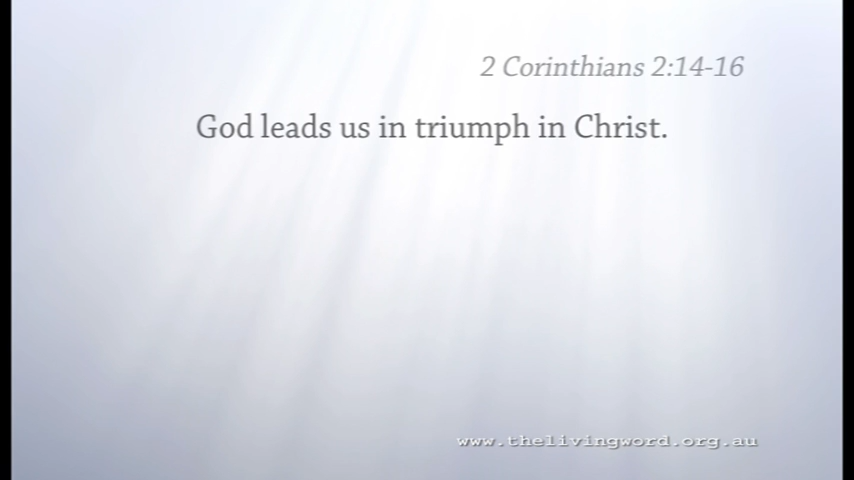 2 Corinthians 2:14-16
God leads us in triumph in Christ.
www.thelivingword.org.au